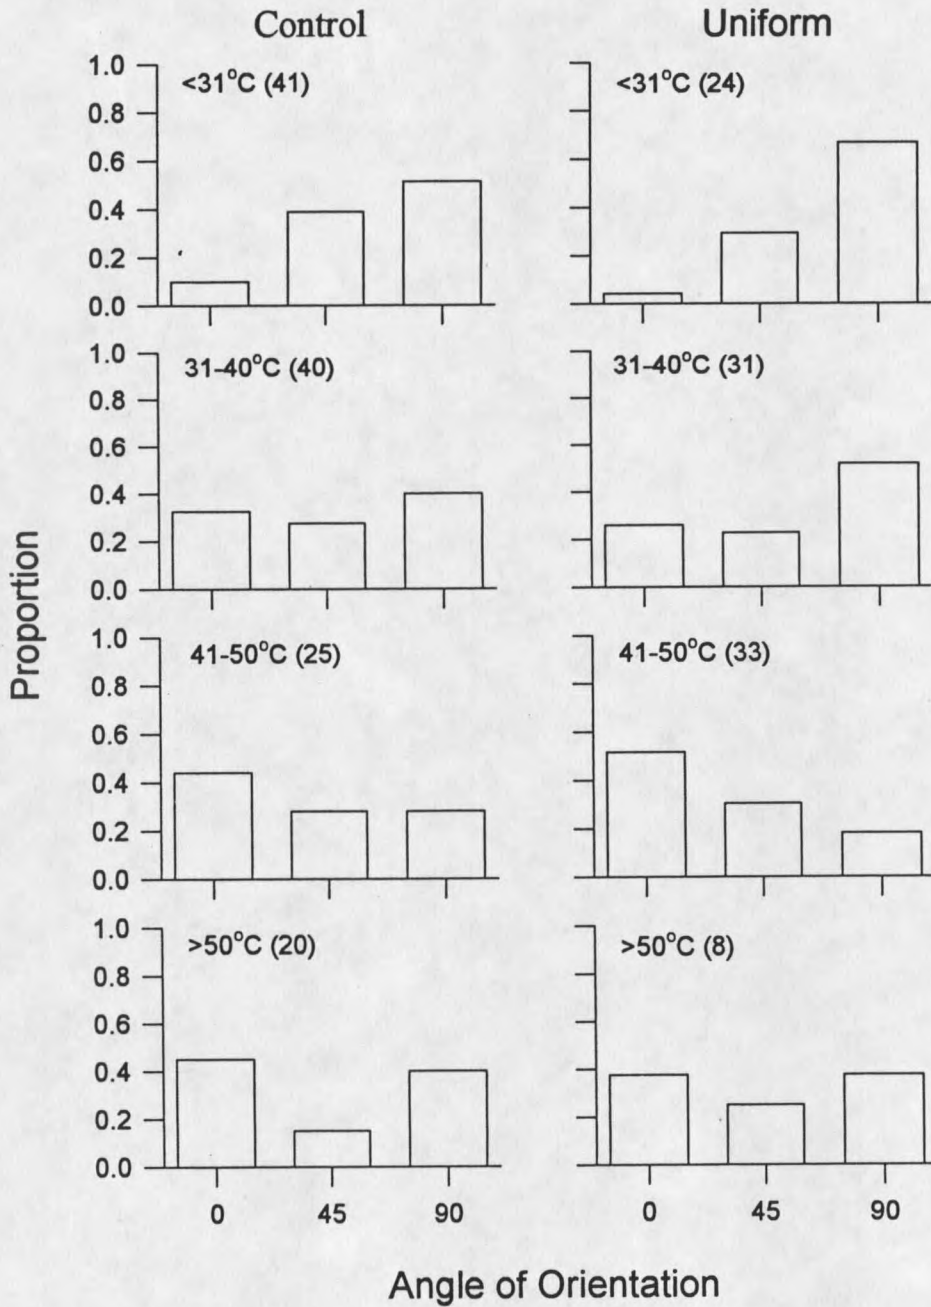 Control Uniform
1.0
0.8
0.6
0.4
0.2
0.0
<31°C (41)
<31°C (24)
1.0
0.8
0.6
0.4
0.2
0.0
31-40°C (40)
31-40°C (31)
1.0
0.8
0.6
0.4
0.2
0.0
41-50°C (25)
41-50°C (33)
1.0
0.8
0.6
0.4
0.2
0.0
>50°C (20)
>50°C (8)
0 45 90
0 45 90
Proportion
Angle of Orientation